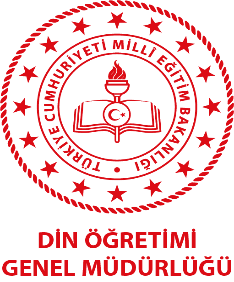 TÜRKİYE CUMHURİYETİ MİLLÎ EĞİTİM BAKANLIĞI
DİN ÖĞRETİMİ
GENEL MÜDÜRLÜĞÜ